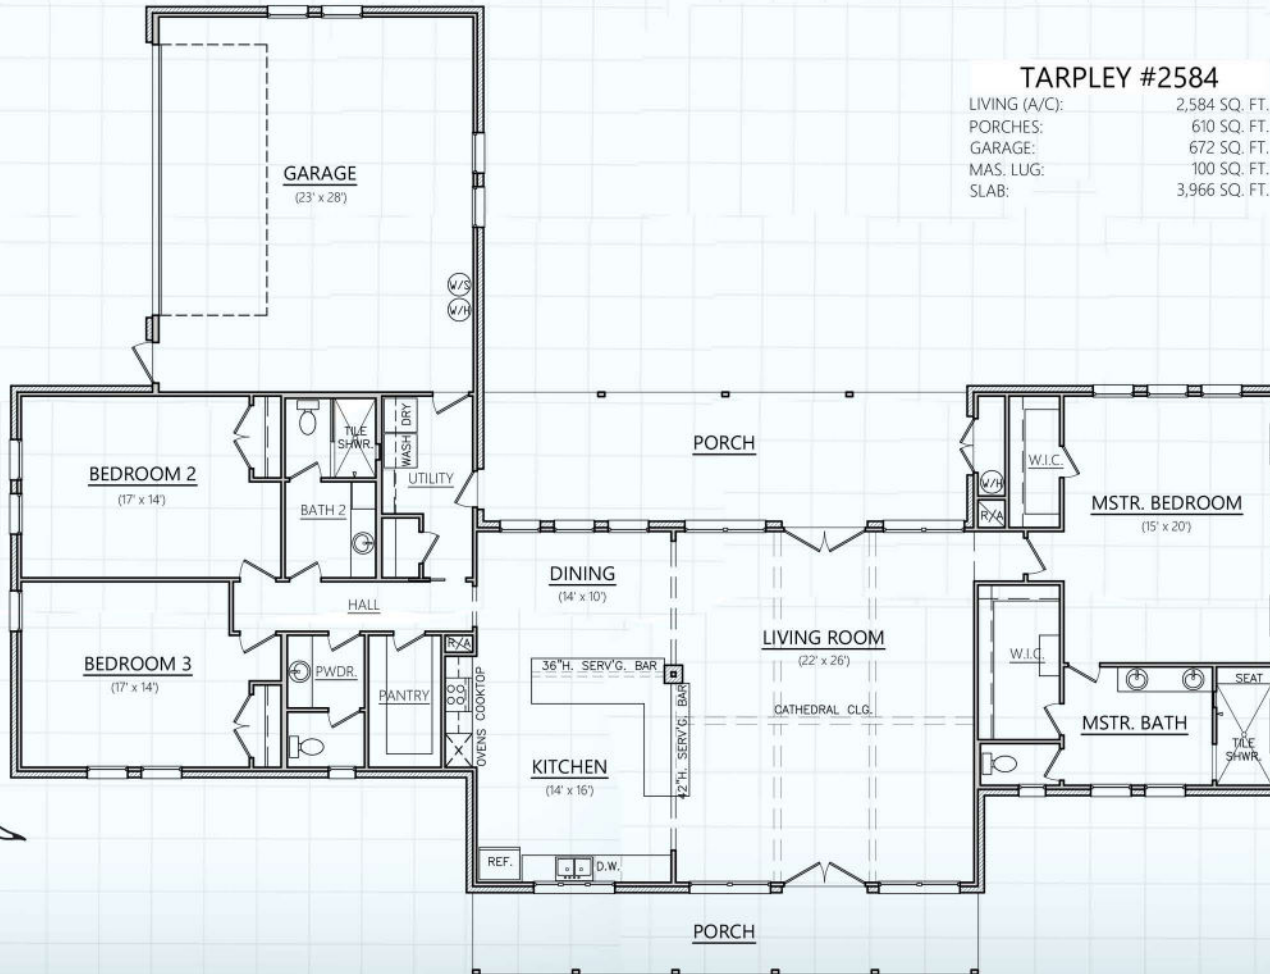 TARPLEY #2584
LIVING (A/C): 2,584 SQ. FT.
PORCHES: 610 SQ. FT.
GARAGE: 672 SQ. FT.
MAS. LUG: 100 SQ. FT.
SLAB: 3,966 SQ. FT.
GARAGE
(23' x 28')
W/S
W/H
BEDROOM 2
(17' x 14')
TILE
SHWR.
DRY
WASH
UTILITY
BATH 2
PORCH
W/H
R/A
W.I.C.
MSTR. BEDROOM
(15' x 20')
DINING
(14' x 10')
HALL
BEDROOM 3
(17' x 14')
PWDR.
PANTRY
R/A
OVENS COOKTOP
36"H. SERV'G. BAR
42"H. SERV'G. BAR
LIVING ROOM
(22' x 26')
CATHEDRAL CLG.
W.I.C.
MSTR. BATH
SEAT
TILE
SHWR.
KITCHEN
(14' x 16')
REF.
D.W.
PORCH